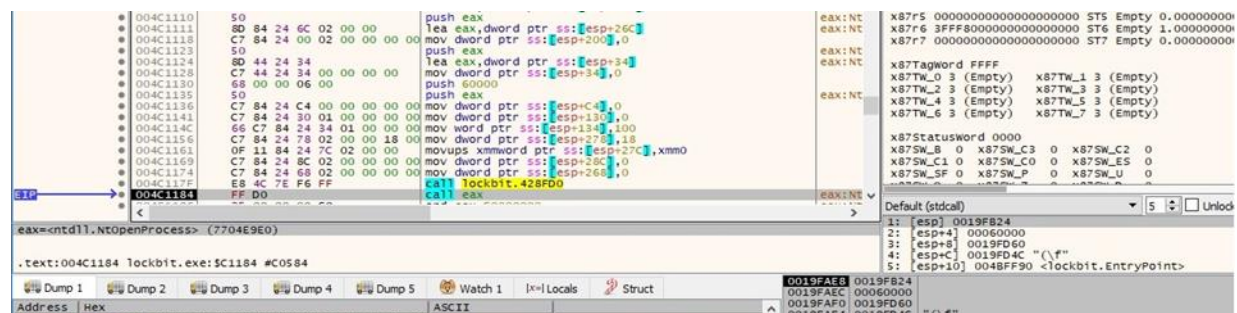 004C1110 50 push eax eax:Nt
004C1111 8D 84 24 6C 02 00 00 lea eax,dword ptr ss:[esp+26C] eax:Nt
004C1118 C7 84 24 00 02 00 00 00 mov dword ptr ss:[esp+200],0
004C1123 50 push eax eax:Nt
004C1124 8D 44 24 34 lea eax,dword ptr ss:[esp+34] eax:Nt
004C1128 C7 44 24 34 00 00 00 00 mov dword ptr ss:[esp+34],0
004C1130 68 00 00 06 00 push 60000
004C1135 50 push eax eax:Nt
004C1136 C7 84 24 C4 00 00 00 00 mov dword ptr ss:[esp+C4],0
004C1141 C7 84 24 30 01 00 00 00 mov dword ptr ss:[esp+130],0
004C114C 66 C7 84 24 34 01 00 00 00 mov word ptr ss:[esp+134],100
004C1156 C7 84 24 78 02 00 00 18 00 mov dword ptr ss:[esp+278],18
004C1161 0F 11 84 24 7C 02 00 00 movups xmmword ptr ss:[esp+27C],xmm0
004C1169 C7 84 24 8C 02 00 00 00 mov dword ptr ss:[esp+28C],0
004C1174 C7 84 24 68 02 00 00 00 mov dword ptr ss:[esp+268],0
004C117F E8 4C 7E F6 FF call lockbit.428FD0
EIP 004C1184 FF D0 call eax eax:Nt
eax=<ntdll.NtOpenProcess> (7704E9E0)
.text:004C1184 lockbit.exe:$C1184 #C0584
x87r5 00000000000000000000 ST5 Empty 0.00000000
x87r6 3FFF8000000000000000 ST6 Empty 1.00000000
x87r7 00000000000000000000 ST7 Empty 0.00000000
x87TagWord FFFF
x87TW_0 3 (Empty) x87TW_1 3 (Empty)
x87TW_2 3 (Empty) x87TW_3 3 (Empty)
x87TW_4 3 (Empty) x87TW_5 3 (Empty)
x87TW_6 3 (Empty) x87TW_7 3 (Empty)
x87StatusWord 0000
x87SW_B 0 x87SW_C3 0 x87SW_C2 0
x87SW_C1 0 x87SW_C0 0 x87SW_ES 0
x87SW_SF 0 x87SW_P 0 x87SW_U 0
Default (stdcall) 5 Unlock
1: [esp] 0019FB24
2: [esp+4] 00060000
3: [esp+8] 0019FD60
4: [esp+C] 0019FD4C "(\f"
5: [esp+10] 004BFF90 <lockbit.EntryPoint>
Dump 1 Dump 2 Dump 3 Dump 4 Dump 5 Watch 1 [x=] Locals Struct
Address Hex ASCII
0019FAE8 0019FB24
0019FAEC 00060000
0019FAF0 0019FD60